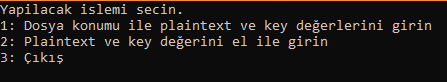 Yapılacak islemi secin.
1: Dosya konumu ile plaintext ve key değerlerini girin
2: Plaintext ve key değerini el ile girin
3: Çıkış